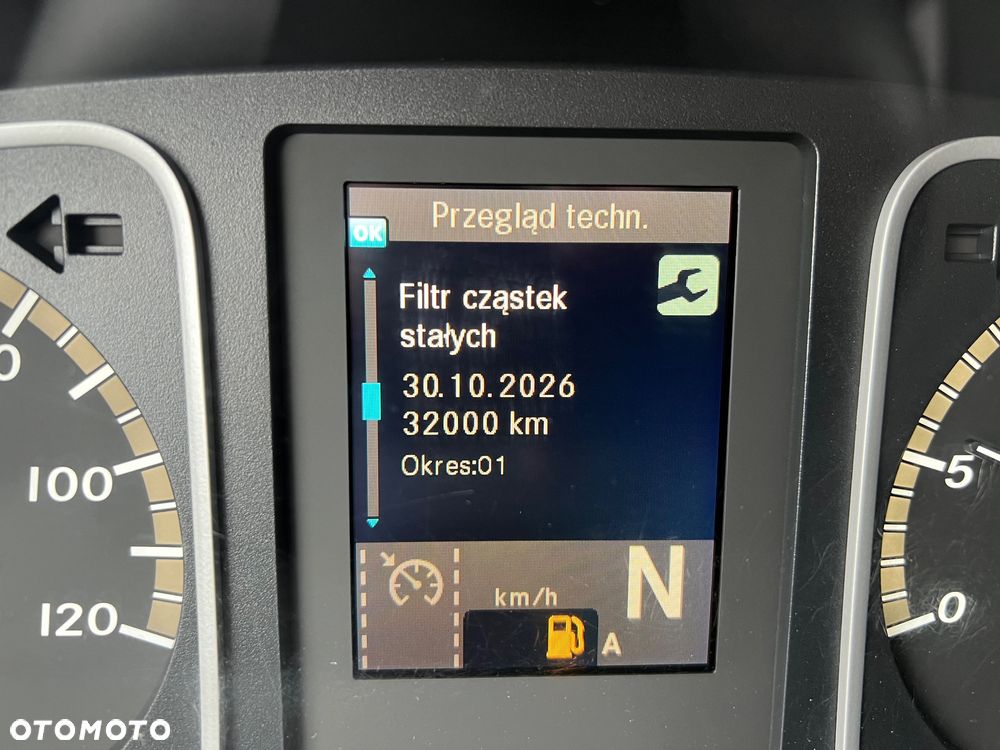 Przegląd techn.
OK
Filtr cząstek
stałych
30.10.2026
32000 km
Okres:01
N
km/h
A
0
100
120
5
0
OTOMOTO